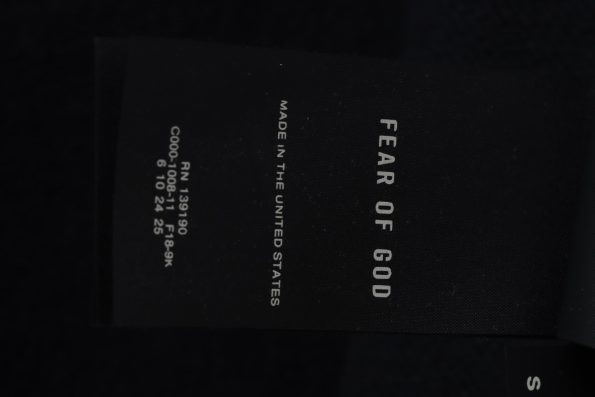 FEAR OF GOD
MADE IN THE UNITED STATES
RN 139190
C000-1008-11 F18-9K
6 10 24 25
S